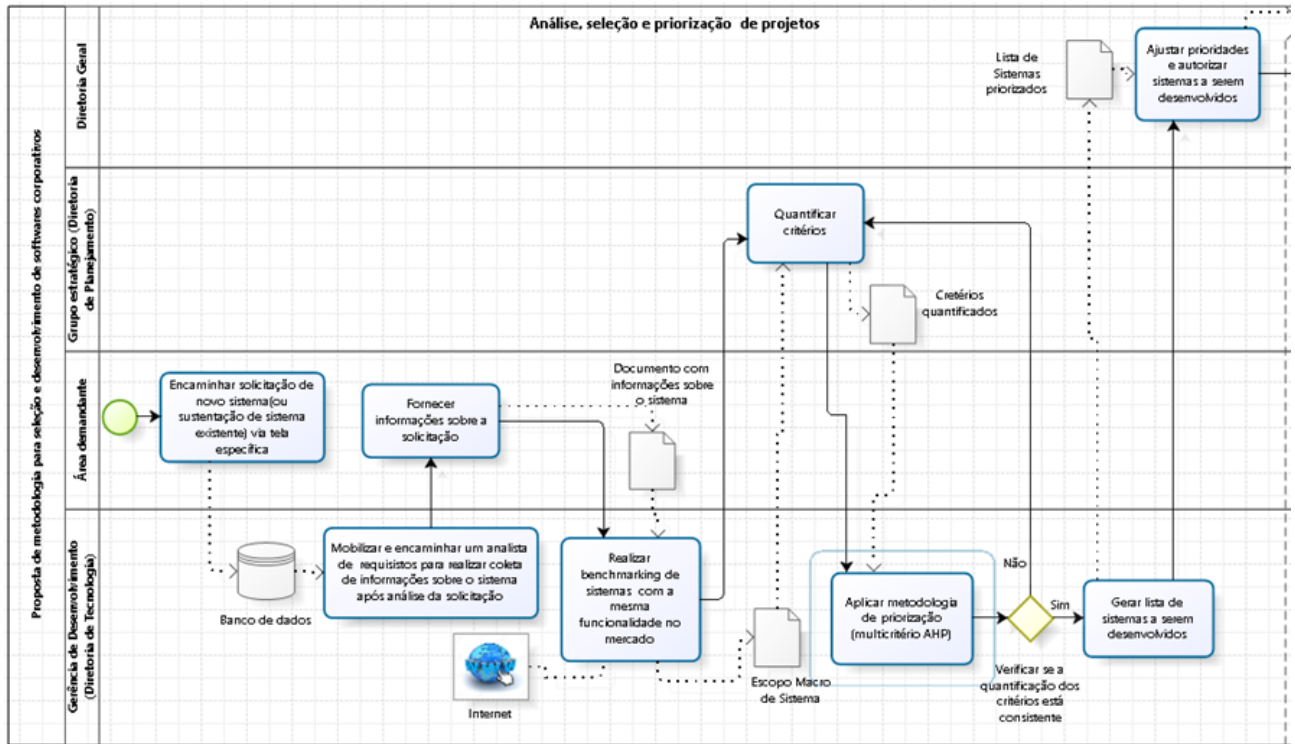 Análise, seleção e priorização de projetos
Proposta de metodologia para seleção e desenvolvimento de softwares corporativos
Diretoria Geral
Lista de
Sistemas
priorizados
Ajustar prioridades
e autorizar
sistemas a serem
desenvolvidos
Grupo estratégico (Diretoria
de Planejamento)
Quantificar
critérios
Cretérios
quantificados
Área demandante
Encaminhar solicitação de
novo sistema(ou
sustentação de sistema
existente) via tela
específica
Fornecer
informações sobre a
solicitação
Documento com
informações sobre
o sistema
Gerência de Desenvolvimento
(Diretoria de Tecnologia)
Banco de dados
Mobilizar e encaminhar um analista
de requisistos para realizar coleta
de informações sobre o sistema
após análise da solicitação
Internet
Realizar
benchmarking de
sistemas com a mesma
funcionalidade no
mercado
Escopo Macro
de Sistema
Aplicar metodologia
de priorização
(multicritério AHP)
Não
Sim
Verificar se a
quantificação dos
critérios está
consistente
Gerar lista de
sistemas a serem
desenvolvidos